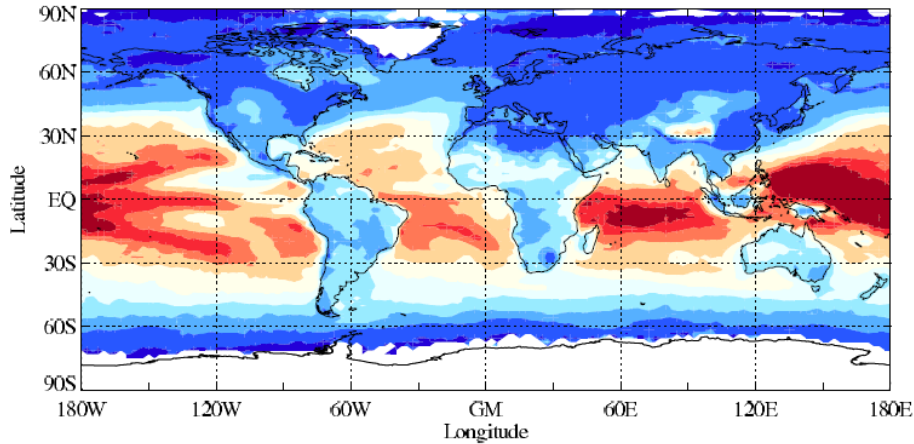 90N
60N
30N
EQ
30S
60S
90S
Latitude
180W 120W 60W GM 60E 120E 180E
Longitude